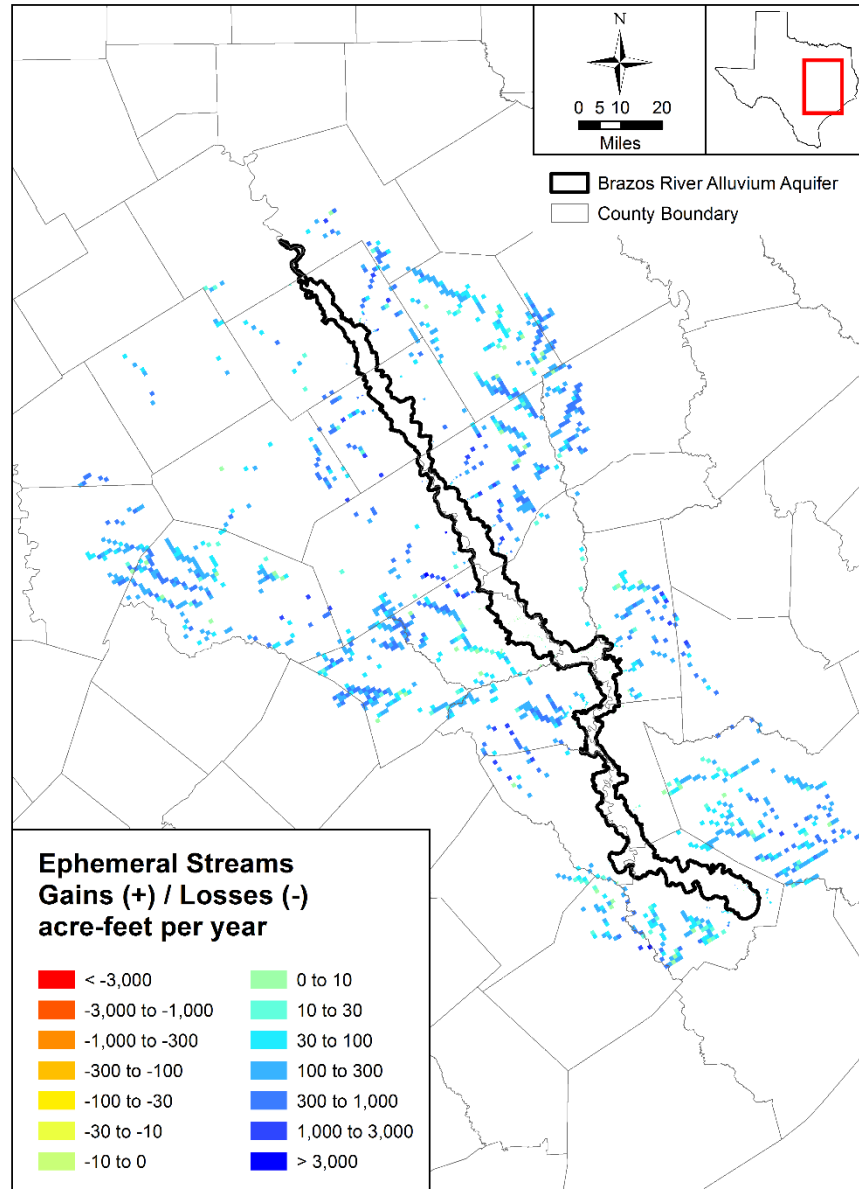 N
0 5 10 20
Miles
Brazos River Alluvium Aquifer
County Boundary
Ephemeral Streams
Gains (+) / Losses (-)
acre-feet per year
< -3,000
-3,000 to -1,000
-1,000 to -300
-300 to -100
-100 to -30
-30 to -10
-10 to 0
0 to 10
10 to 30
30 to 100
100 to 300
300 to 1,000
1,000 to 3,000
> 3,000